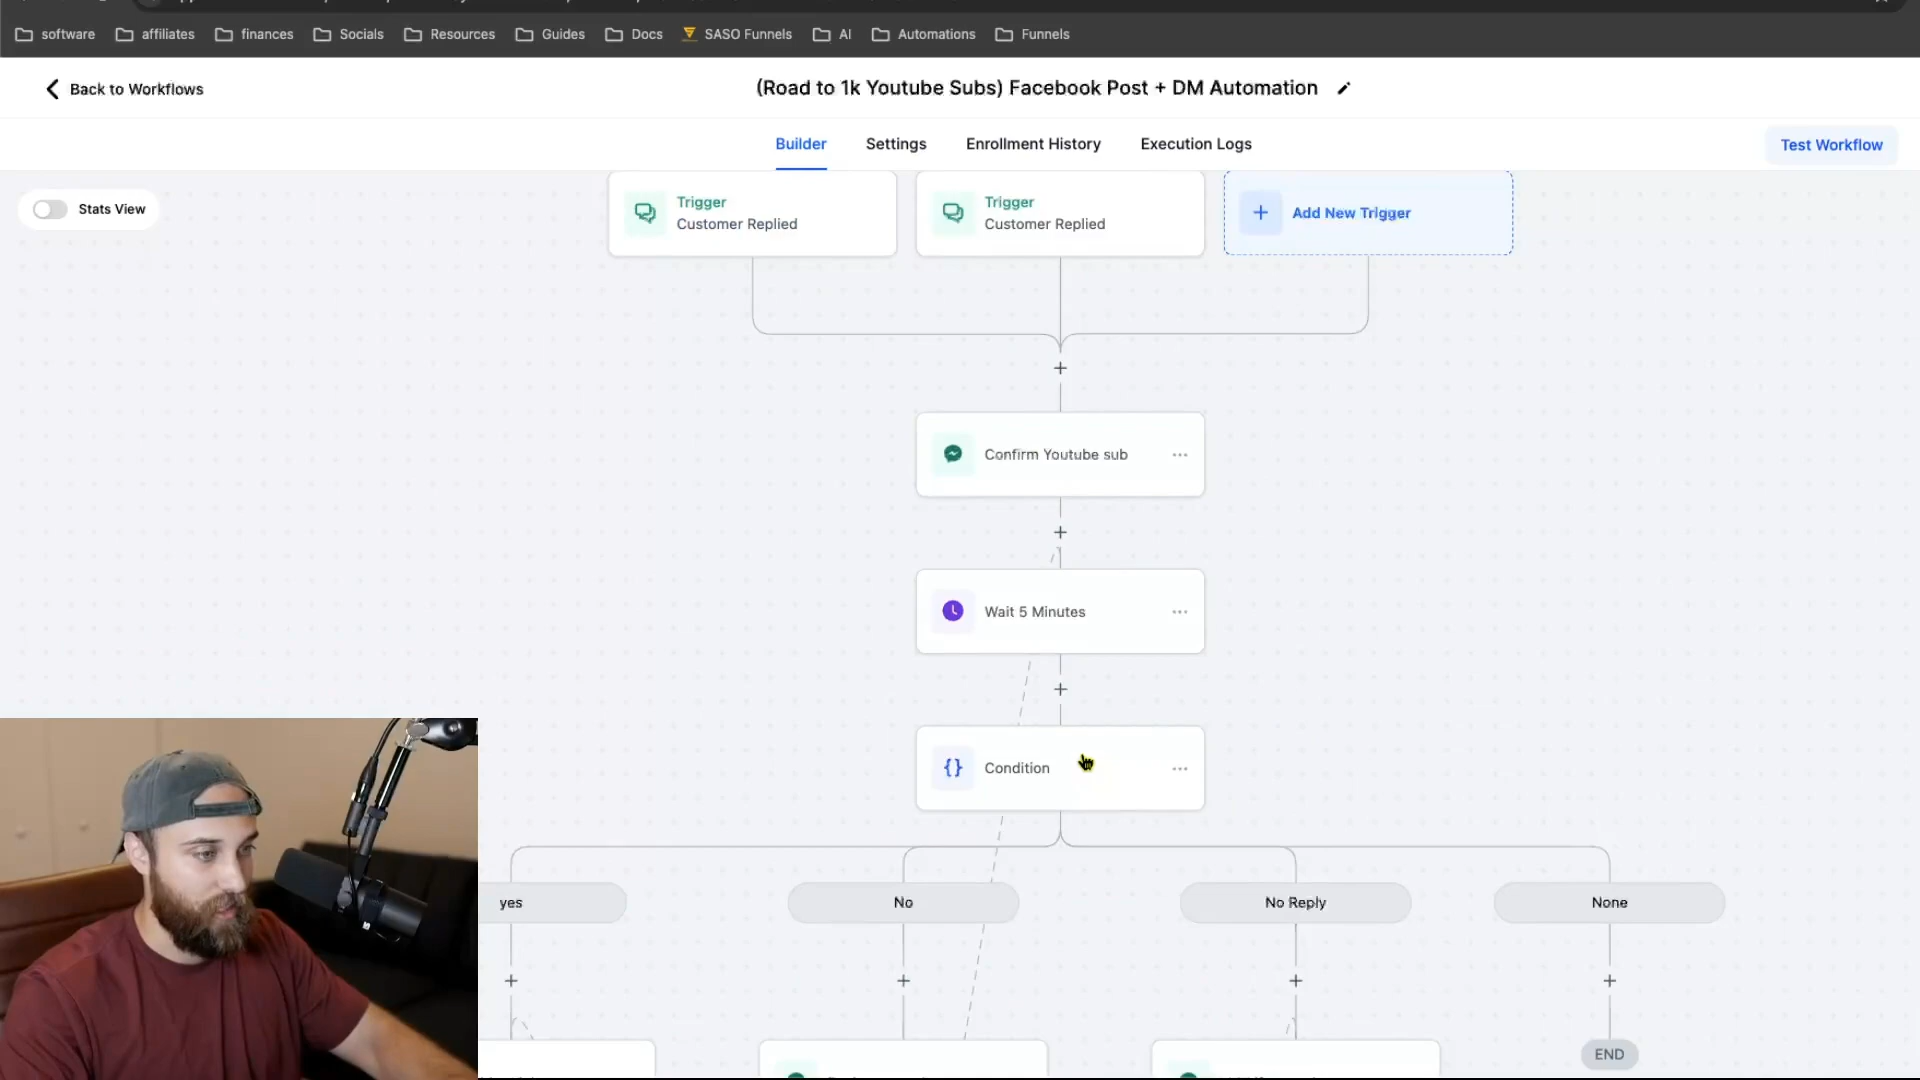 software
affiliates
finances
Socials
Resources
Guides
Docs
SASO Funnels
AI
Automations
Funnels
Back to Workflows
(Road to 1k Youtube Subs) Facebook Post + DM Automation
Builder
Settings
Enrollment History
Execution Logs
Test Workflow
Stats View
Trigger
Customer Replied
Trigger
Customer Replied
Add New Trigger
Confirm Youtube sub
Wait 5 Minutes
Condition
yes
No
No Reply
None
END